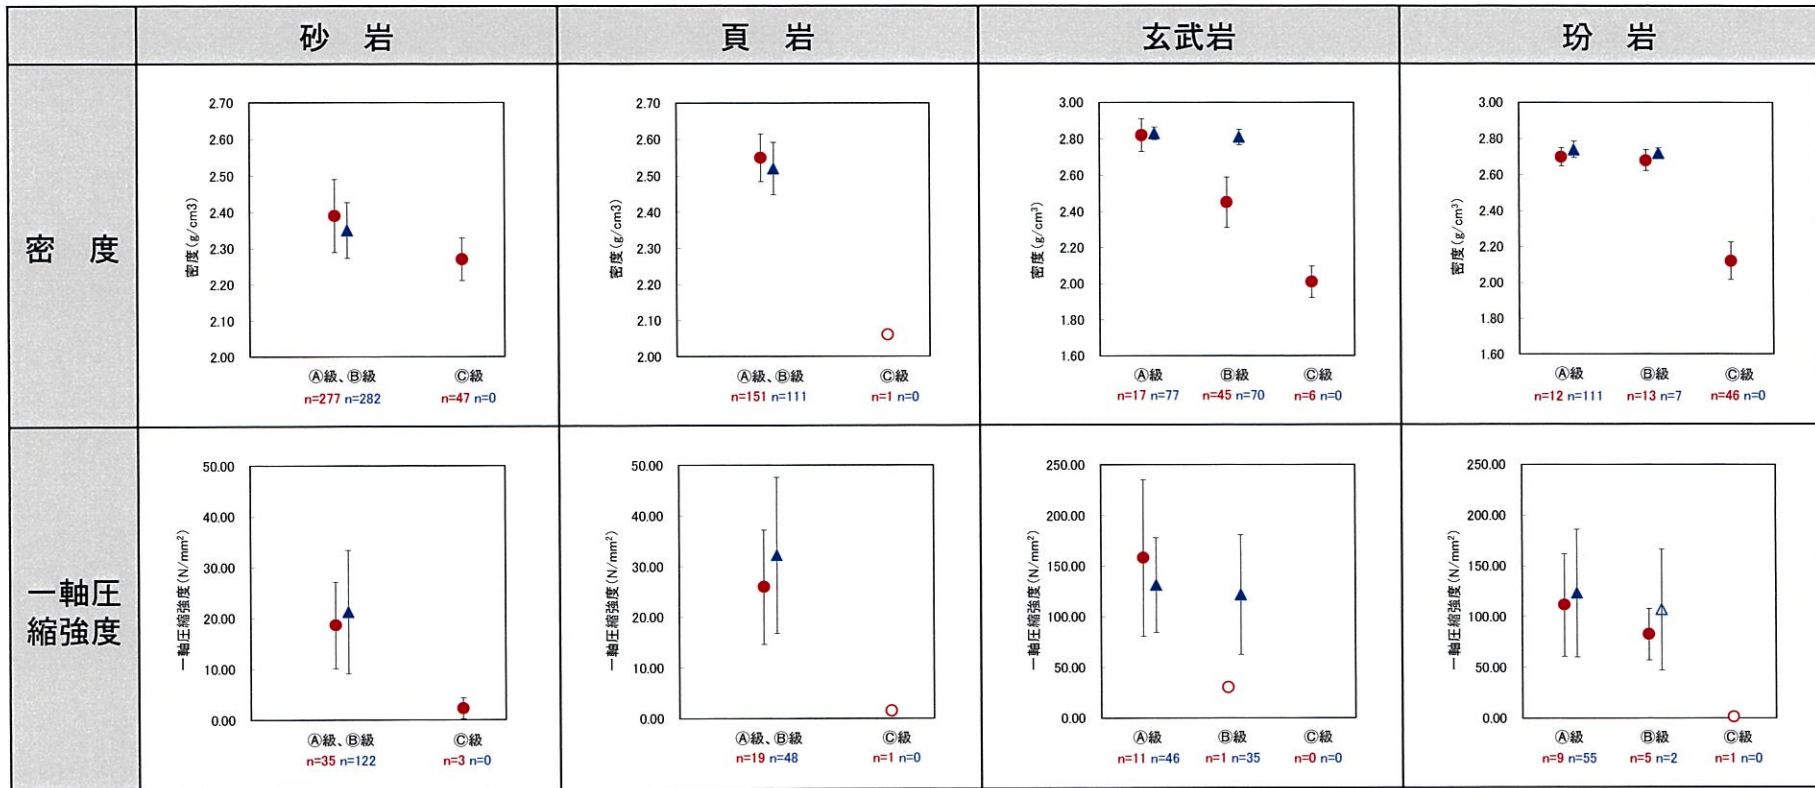 砂 岩
頁 岩
玄武岩
玢 岩
密 度
密度(g/cm3)
2.70
2.60
2.50
2.40
2.30
2.20
2.10
2.00
Ⓐ級、Ⓑ級
Ⓒ級
n=277 n=282
n=47 n=0
密度(g/cm3)
2.70
2.60
2.50
2.40
2.30
2.20
2.10
2.00
Ⓐ級、Ⓑ級
Ⓒ級
n=151 n=111
n=1 n=0
密度(g/cm³)
3.00
2.80
2.60
2.40
2.20
2.00
1.80
1.60
Ⓐ級
Ⓑ級
Ⓒ級
n=17 n=77
n=45 n=70
n=6 n=0
密度(g/cm³)
3.00
2.80
2.60
2.40
2.20
2.00
1.80
1.60
Ⓐ級
Ⓑ級
Ⓒ級
n=12 n=111
n=13 n=7
n=46 n=0
一軸圧
縮強度
一軸圧縮強度(N/mm²)
50.00
40.00
30.00
20.00
10.00
0.00
Ⓐ級、Ⓑ級
Ⓒ級
n=35 n=122
n=3 n=0
一軸圧縮強度(N/mm²)
50.00
40.00
30.00
20.00
10.00
0.00
Ⓐ級、Ⓑ級
Ⓒ級
n=19 n=48
n=1 n=0
一軸圧縮強度(N/mm²)
250.00
200.00
150.00
100.00
50.00
0.00
Ⓐ級
Ⓑ級
Ⓒ級
n=11 n=46
n=1 n=35
n=0 n=0
一軸圧縮強度(N/mm²)
250.00
200.00
150.00
100.00
50.00
0.00
Ⓐ級
Ⓑ級
Ⓒ級
n=9 n=55
n=5 n=2
n=1 n=0